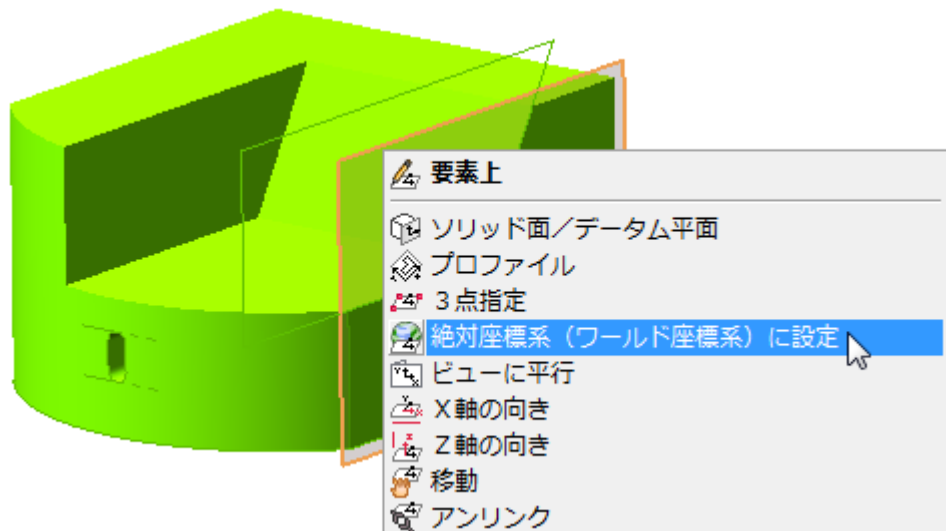 要素上
ソリッド面／データム平面
プロファイル
３点指定
絶対座標系（ワールド座標系）に設定
ビューに平行
Ｘ軸の向き
Ｚ軸の向き
移動
アンリンク